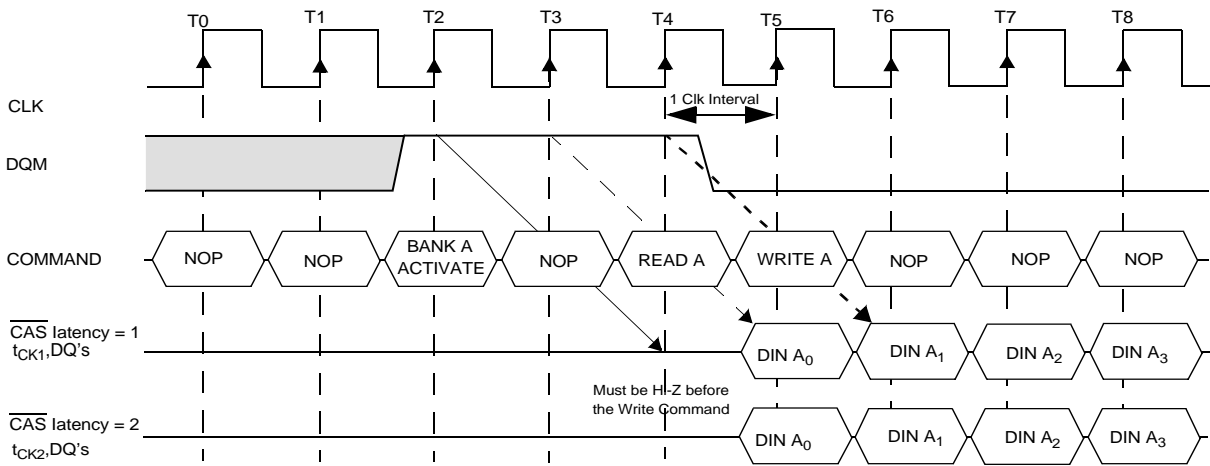 T0 T1 T2 T3 T4 T5 T6 T7 T8
CLK
1 Clk Interval
DQM
COMMAND
NOP NOP BANK A ACTIVATE NOP READ A WRITE A NOP NOP NOP
CAS latency = 1
tCK1,DQ's
DIN A0 DIN A1 DIN A2 DIN A3
Must be Hi-Z before
the Write Command
CAS latency = 2
tCK2,DQ's
DIN A0 DIN A1 DIN A2 DIN A3